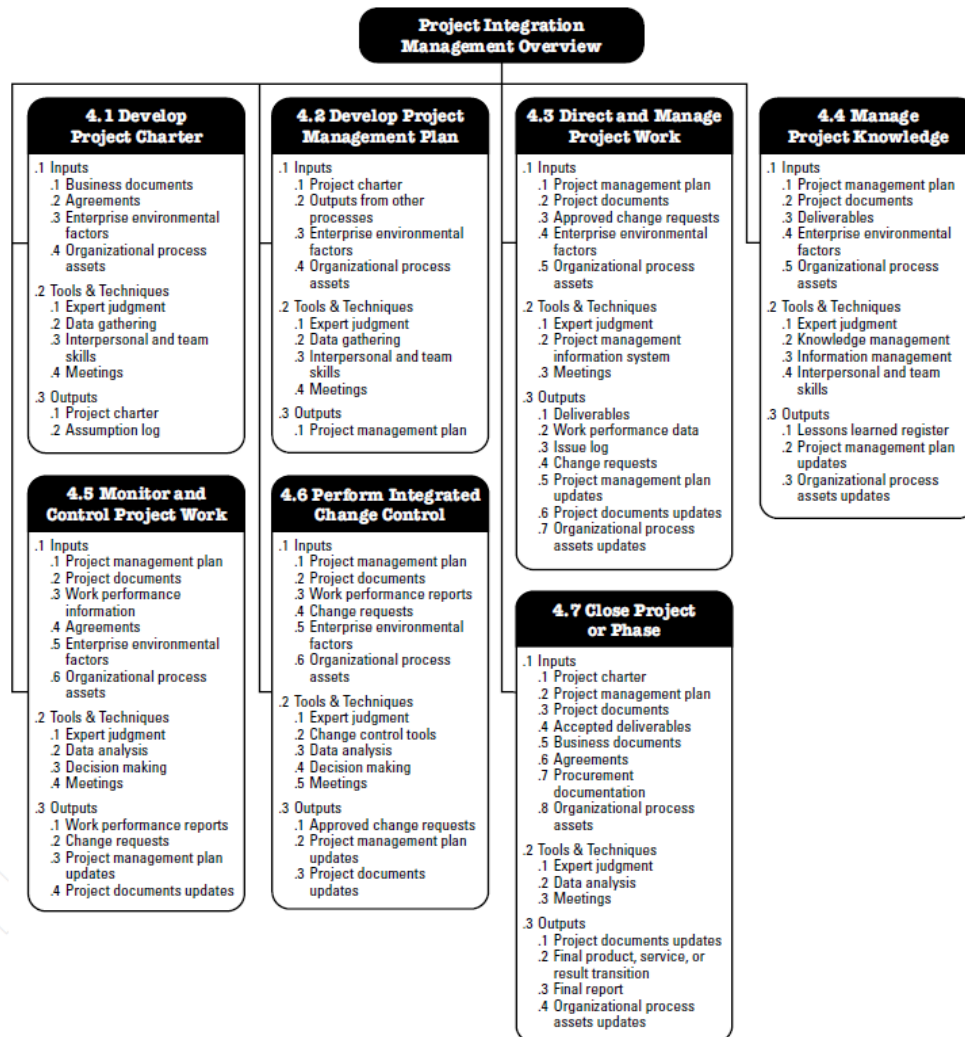 Project Integration
Management Overview
4.1 Develop
Project Charter
.1 Inputs
.1 Business documents
.2 Agreements
.3 Enterprise environmental
factors
.4 Organizational process
assets
.2 Tools & Techniques
.1 Expert judgment
.2 Data gathering
.3 Interpersonal and team
skills
.4 Meetings
.3 Outputs
.1 Project charter
.2 Assumption log
4.2 Develop Project
Management Plan
.1 Inputs
.1 Project charter
.2 Outputs from other
processes
.3 Enterprise environmental
factors
.4 Organizational process
assets
.2 Tools & Techniques
.1 Expert judgment
.2 Data gathering
.3 Interpersonal and team
skills
.4 Meetings
.3 Outputs
.1 Project management plan
4.3 Direct and Manage
Project Work
.1 Inputs
.1 Project management plan
.2 Project documents
.3 Approved change requests
.4 Enterprise environmental
factors
.5 Organizational process
assets
.2 Tools & Techniques
.1 Expert judgment
.2 Project management
information system
.3 Meetings
.3 Outputs
.1 Deliverables
.2 Work performance data
.3 Issue log
.4 Change requests
.5 Project management plan
updates
.6 Project documents updates
.7 Organizational process
assets updates
4.4 Manage
Project Knowledge
.1 Inputs
.1 Project management plan
.2 Project documents
.3 Deliverables
.4 Enterprise environmental
factors
.5 Organizational process
assets
.2 Tools & Techniques
.1 Expert judgment
.2 Knowledge management
.3 Information management
.4 Interpersonal and team
skills
.3 Outputs
.1 Lessons learned register
.2 Project management plan
updates
.3 Organizational process
assets updates
4.5 Monitor and
Control Project Work
.1 Inputs
.1 Project management plan
.2 Project documents
.3 Work performance
information
.4 Agreements
.5 Enterprise environmental
factors
.6 Organizational process
assets
.2 Tools & Techniques
.1 Expert judgment
.2 Data analysis
.3 Decision making
.4 Meetings
.3 Outputs
.1 Work performance reports
.2 Change requests
.3 Project management plan
updates
.4 Project documents updates
4.6 Perform Integrated
Change Control
.1 Inputs
.1 Project management plan
.2 Project documents
.3 Work performance reports
.4 Change requests
.5 Enterprise environmental
factors
.6 Organizational process
assets
.2 Tools & Techniques
.1 Expert judgment
.2 Change control tools
.3 Data analysis
.4 Decision making
.5 Meetings
.3 Outputs
.1 Approved change requests
.2 Project management plan
updates
.3 Project documents
updates
4.7 Close Project
or Phase
.1 Inputs
.1 Project charter
.2 Project management plan
.3 Project documents
.4 Accepted deliverables
.5 Business documents
.6 Agreements
.7 Procurement
documentation
.8 Organizational process
assets
.2 Tools & Techniques
.1 Expert judgment
.2 Data analysis
.3 Meetings
.3 Outputs
.1 Project documents updates
.2 Final product, service, or
result transition
.3 Final report
.4 Organizational process
assets updates